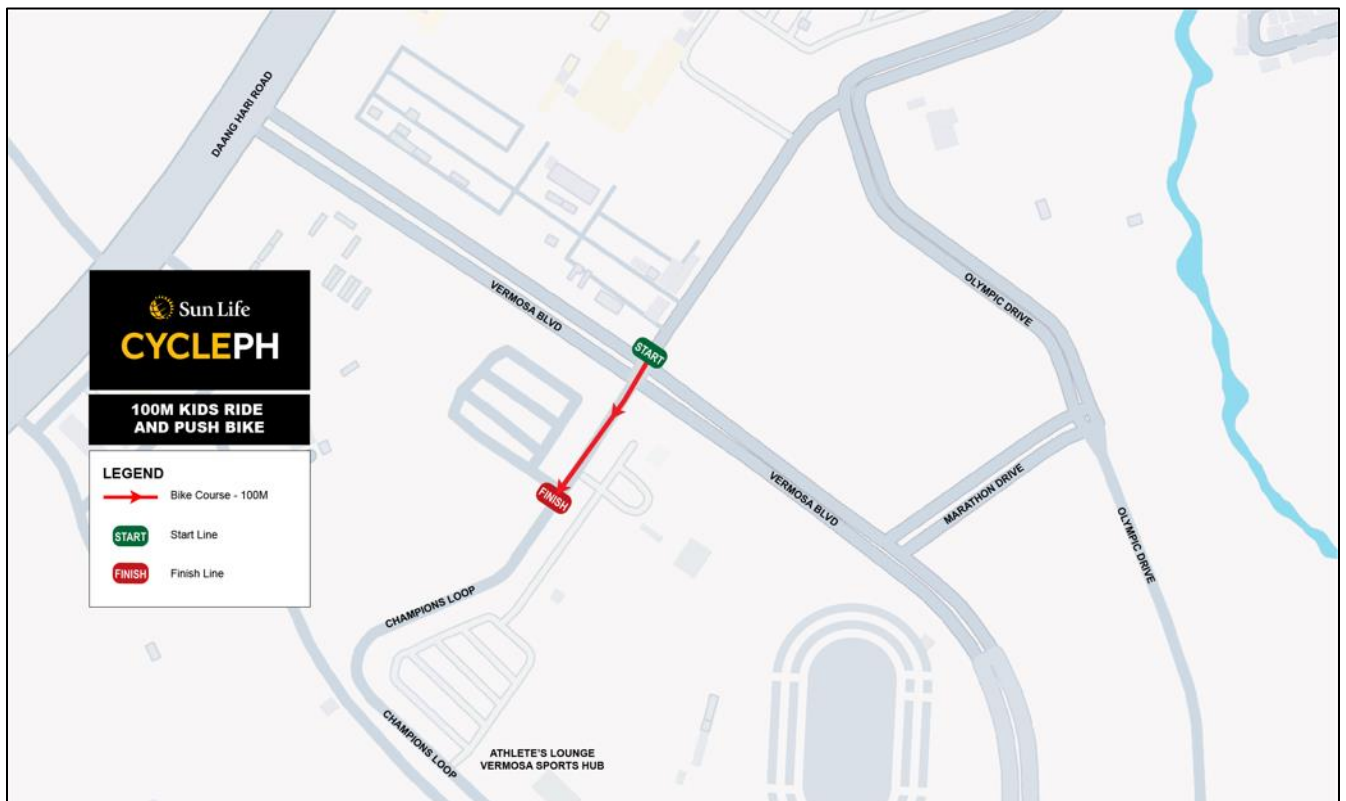 DAANG HARI ROAD
Sun Life
CYCLEPH
100M KIDS RIDE
AND PUSH BIKE
LEGEND
Bike Course - 100M
START
Start Line
FINISH
Finish Line
VERMOSA BLVD
START
OLYMPIC DRIVE
FINISH
VERMOSA BLVD
MARATHON DRIVE
OLYMPIC DRIVE
CHAMPIONS LOOP
CHAMPIONS LOOP
ATHLETE'S LOUNGE
VERMOSA SPORTS HUB